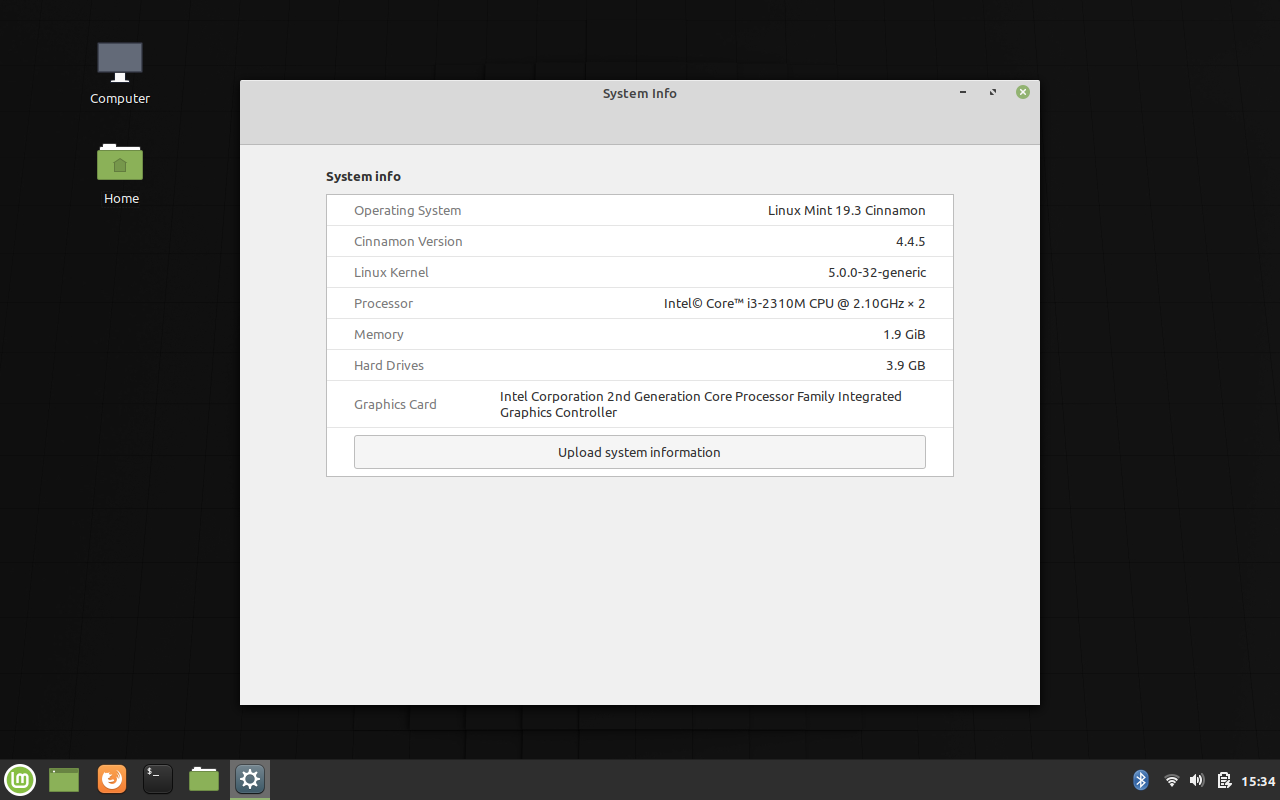 Computer
Home
System Info
System info
Operating System Linux Mint 19.3 Cinnamon
Cinnamon Version 4.4.5
Linux Kernel 5.0.0-32-generic
Processor Intel© Core™ i3-2310M CPU @ 2.10GHz × 2
Memory 1.9 GiB
Hard Drives 3.9 GB
Graphics Card Intel Corporation 2nd Generation Core Processor Family Integrated
Graphics Controller
Upload system information
lm
$_
15:34